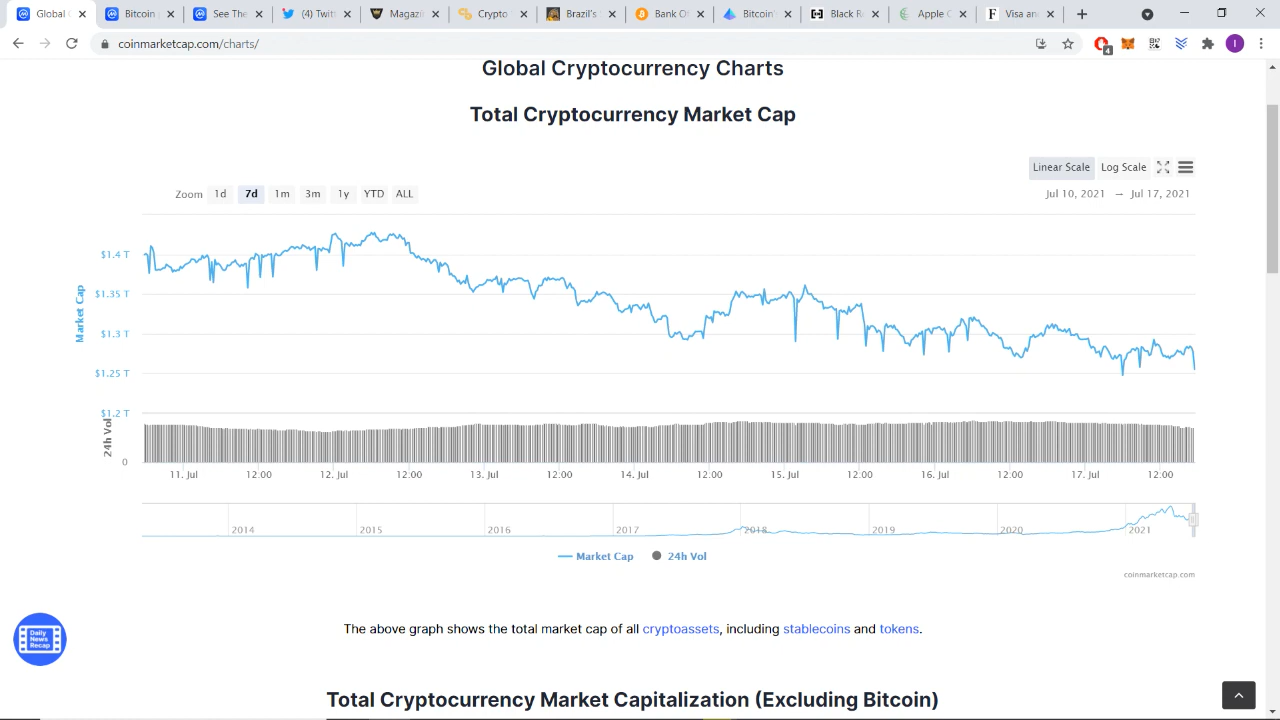 Global
Bitcoin
See The
(4) Twitt
Magazi
Crypto
Brazil's
Bank O
Bitcoin'
Black R
Apple C
Visa an
coinmarketcap.com/charts/
4
I
Global Cryptocurrency Charts
Total Cryptocurrency Market Cap
Linear Scale Log Scale
Zoom 1d 7d 1m 3m 1y YTD ALL
Jul 10, 2021 → Jul 17, 2021
$1.4 T
$1.35 T
$1.3 T
$1.25 T
$1.2 T
0
Market Cap
24h Vol
11. Jul 12:00 12. Jul 12:00 13. Jul 12:00 14. Jul 12:00 15. Jul 12:00 16. Jul 12:00 17. Jul 12:00
2014 2015 2016 2017 2018 2019 2020 2021
Market Cap 24h Vol
coinmarketcap.com
Daily
News
Recap
The above graph shows the total market cap of all cryptoassets, including stablecoins and tokens.
Total Cryptocurrency Market Capitalization (Excluding Bitcoin)